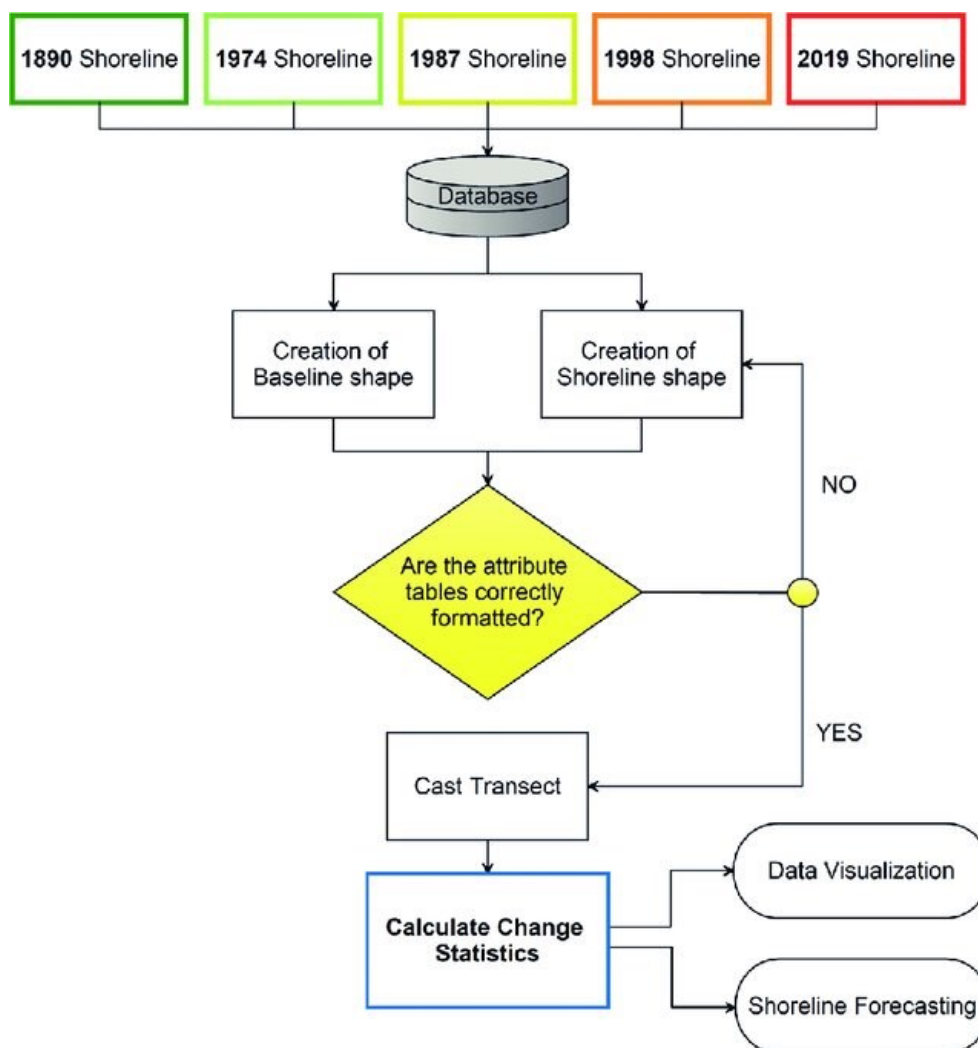 1890 Shoreline
1974 Shoreline
1987 Shoreline
1998 Shoreline
2019 Shoreline
Database
Creation of
Baseline shape
Creation of
Shoreline shape
NO
Are the attribute
tables correctly
formatted?
YES
Cast Transect
Data Visualization
Calculate Change
Statistics
Shoreline Forecasting